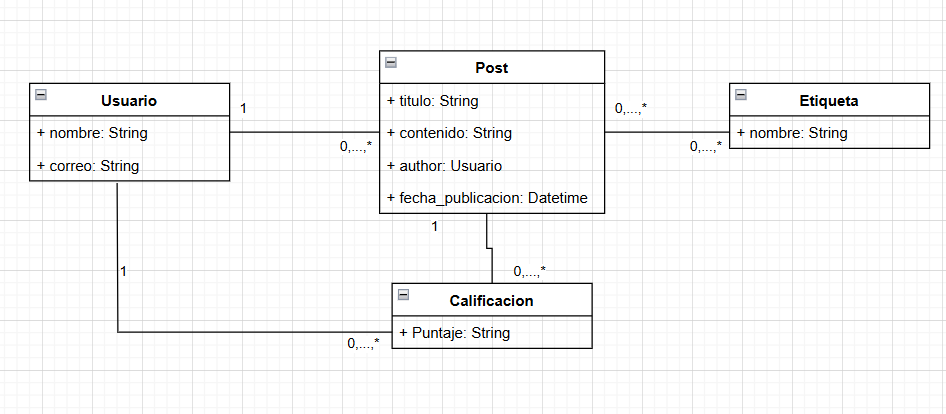 Usuario
+ nombre: String
+ correo: String
1
0,...,*
Post
+ titulo: String
+ contenido: String
+ author: Usuario
+ fecha_publicacion: Datetime
0,...,*
0,...,*
Etiqueta
+ nombre: String
1
0,...,*
1
0,...,*
Calificacion
+ Puntaje: String